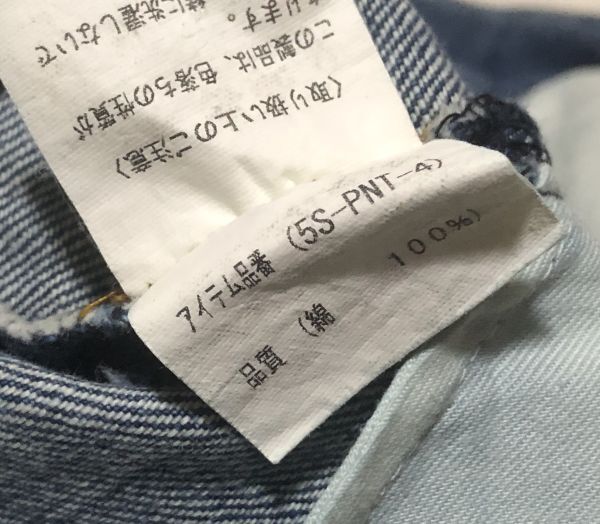 〈取り扱い上のご注意〉
この製品は、色落ちの性質が
あります。
緒に洗濯しないで
アイテム品番 (5S-PNT-4)
品質 (綿 100%)